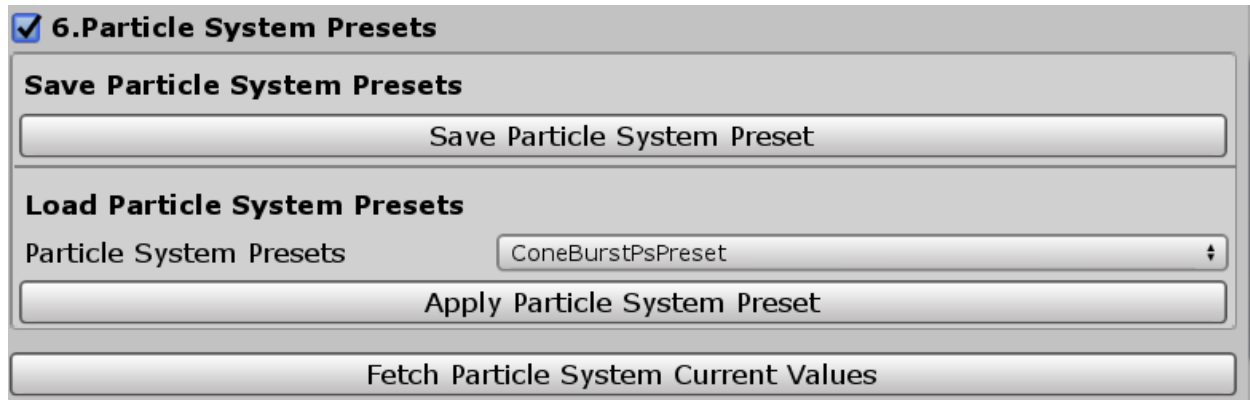 6.Particle System Presets
Save Particle System Presets
Save Particle System Preset
Load Particle System Presets
Particle System Presets ConeBurstPsPreset
Apply Particle System Preset
Fetch Particle System Current Values